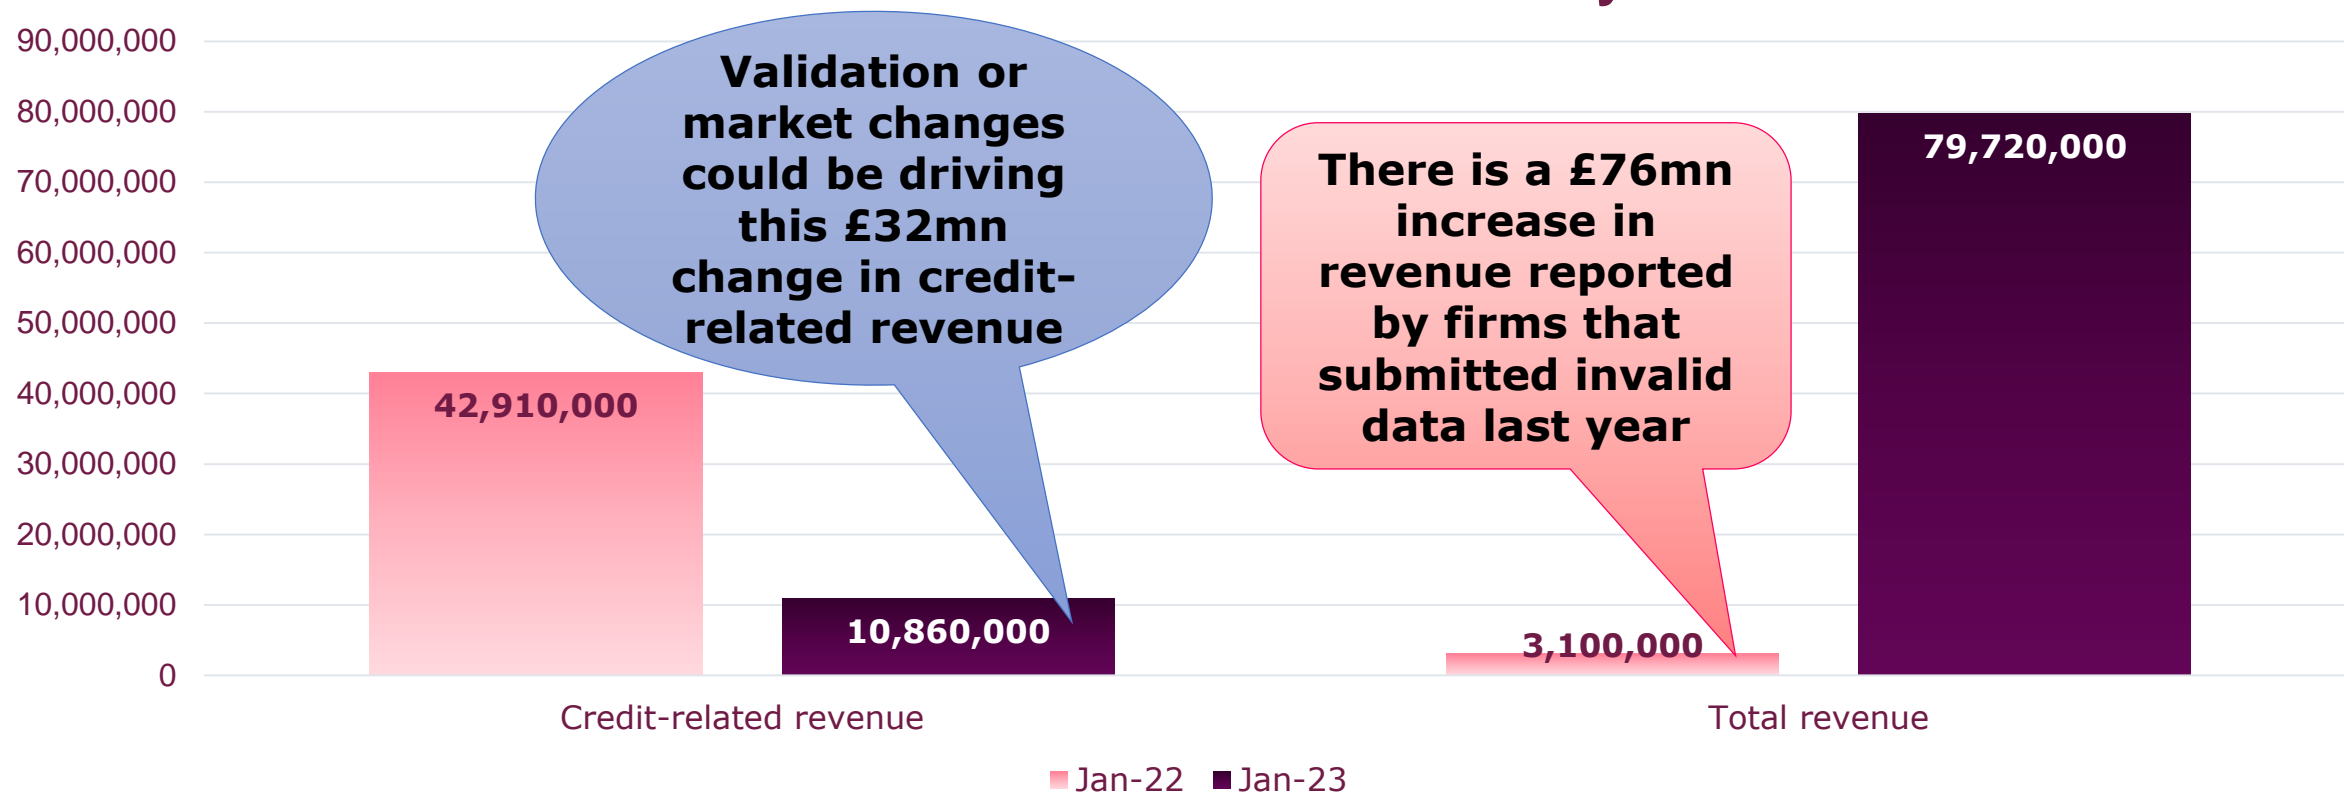 90,000,000
80,000,000
70,000,000
60,000,000
50,000,000
40,000,000
30,000,000
20,000,000
10,000,000
0
Validation or
market changes
could be driving
this £32mn
change in credit-
related revenue
There is a £76mn
increase in
revenue reported
by firms that
submitted invalid
data last year
42,910,000
10,860,000
3,100,000
79,720,000
Credit-related revenue
Total revenue
Jan-22
Jan-23